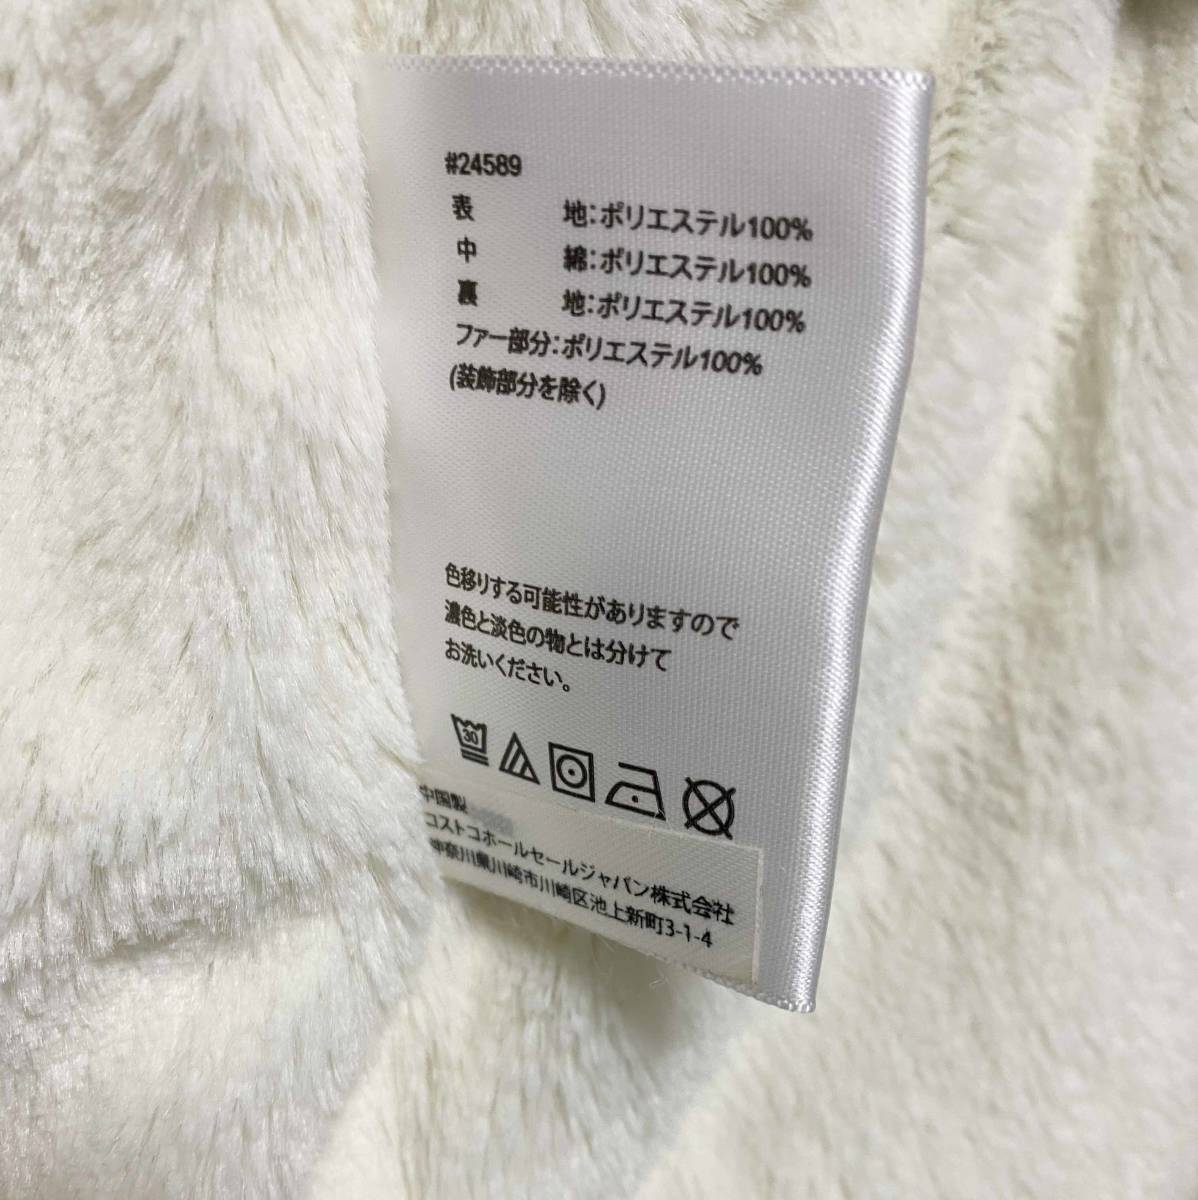 #24589
表 地:ポリエステル100%
中 綿:ポリエステル100%
裏 地:ポリエステル100%
ファー部分:ポリエステル100%
(装飾部分を除く)
色移りする可能性がありますので
濃色と淡色の物とは分けて
お洗いください。
30
中国製
コストコホールセールジャパン株式会社
神奈川県川崎市川崎区池上新町3-1-4